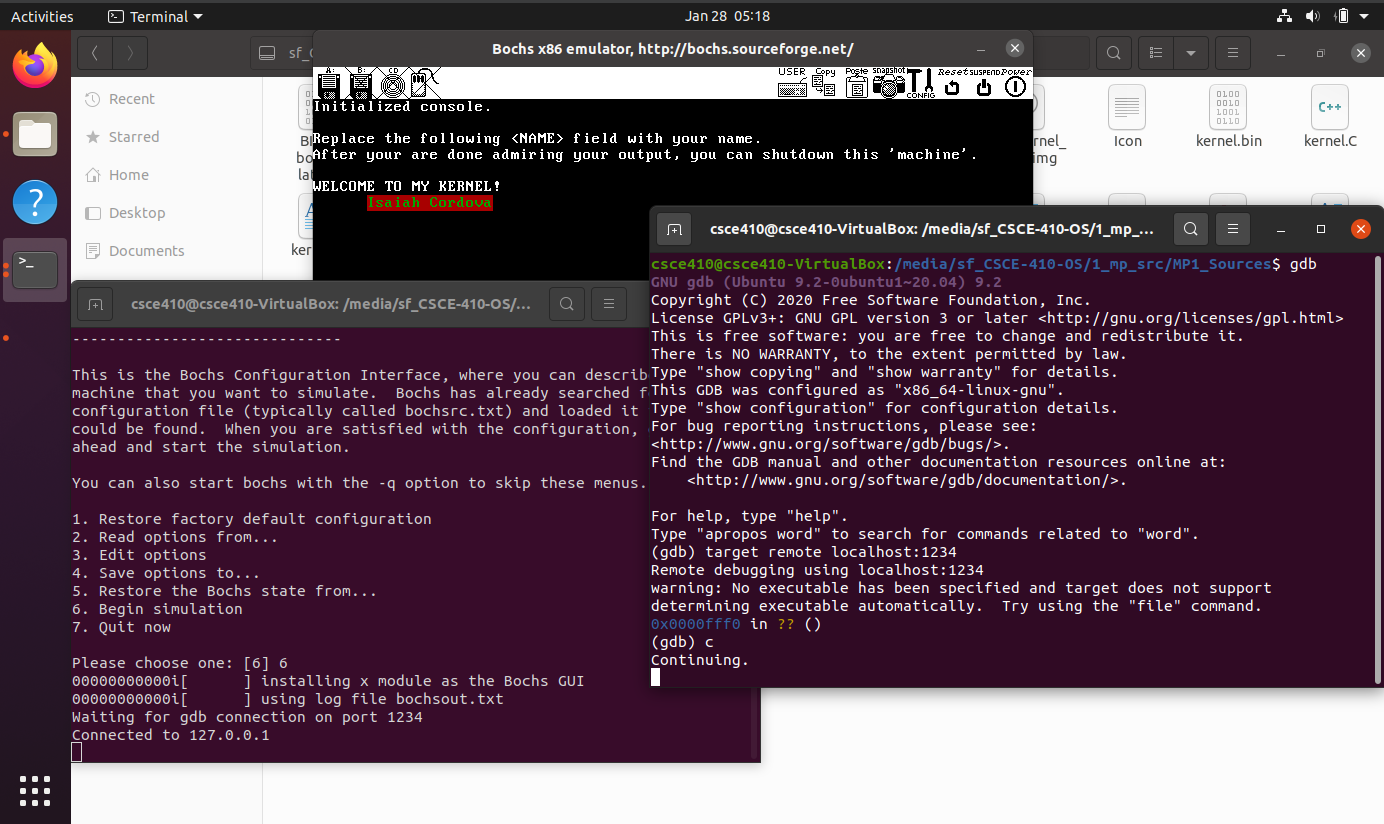 Activities
Terminal
Jan 28 05:18
Bochs x86 emulator, http://bochs.sourceforge.net/
A:
B:
CD
USER
Copy
Paste
snapshot
CONFIG
Reset
SUSPEND
Power
Initialized console.
Replace the following <NAME> field with your name.
After your are done admiring your output, you can shutdown this 'machine'.
WELCOME TO MY KERNEL!
Isaiah Cordova
Recent
Starred
Home
Desktop
Documents
Icon
kernel.bin
kernel.C
csce410@csce410-VirtualBox: /media/sf_CSCE-410-OS/...
------------------------------
This is the Bochs Configuration Interface, where you can describ
machine that you want to simulate.  Bochs has already searched f
configuration file (typically called bochsrc.txt) and loaded it
could be found.  When you are satisfied with the configuration,
ahead and start the simulation.
You can also start bochs with the -q option to skip these menus.
1. Restore factory default configuration
2. Read options from...
3. Edit options
4. Save options to...
5. Restore the Bochs state from...
6. Begin simulation
7. Quit now
Please choose one: [6] 6
00000000000i[      ] installing x module as the Bochs GUI
00000000000i[      ] using log file bochsout.txt
Waiting for gdb connection on port 1234
Connected to 127.0.0.1
csce410@csce410-VirtualBox: /media/sf_CSCE-410-OS/1_mp_...
csce410@csce410-VirtualBox:/media/sf_CSCE-410-OS/1_mp_src/MP1_Sources$ gdb
GNU gdb (Ubuntu 9.2-0ubuntu1~20.04) 9.2
Copyright (C) 2020 Free Software Foundation, Inc.
License GPLv3+: GNU GPL version 3 or later <http://gnu.org/licenses/gpl.html>
This is free software: you are free to change and redistribute it.
There is NO WARRANTY, to the extent permitted by law.
Type "show copying" and "show warranty" for details.
This GDB was configured as "x86_64-linux-gnu".
Type "show configuration" for configuration details.
For bug reporting instructions, please see:
<http://www.gnu.org/software/gdb/bugs/>.
Find the GDB manual and other documentation resources online at:
    <http://www.gnu.org/software/gdb/documentation/>.
For help, type "help".
Type "apropos word" to search for commands related to "word".
(gdb) target remote localhost:1234
Remote debugging using localhost:1234
warning: No executable has been specified and target does not support
determining executable automatically.  Try using the "file" command.
0x0000fff0 in ?? ()
(gdb) c
Continuing.